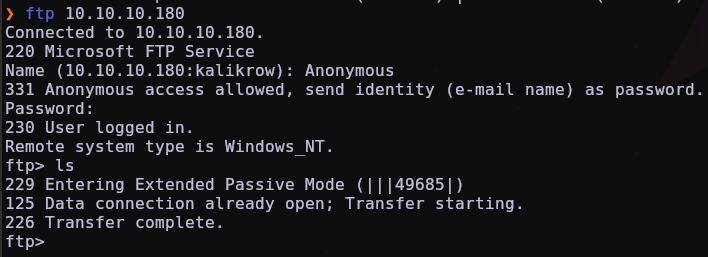 ❯ ftp 10.10.10.180
Connected to 10.10.10.180.
220 Microsoft FTP Service
Name (10.10.10.180:kalikrow): Anonymous
331 Anonymous access allowed, send identity (e-mail name) as password.
Password:
230 User logged in.
Remote system type is Windows_NT.
ftp> ls
229 Entering Extended Passive Mode (|||49685|)
125 Data connection already open; Transfer starting.
226 Transfer complete.
ftp>